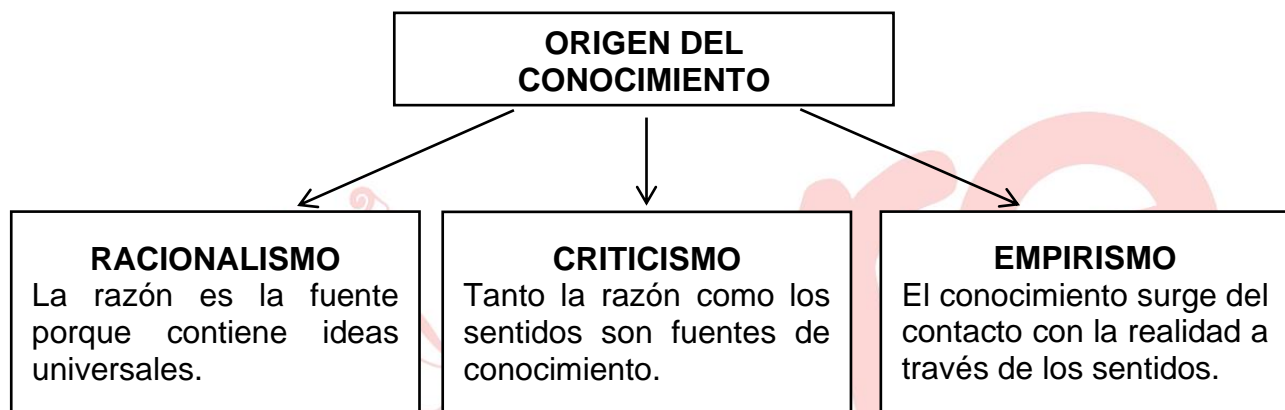 ORIGEN DEL
CONOCIMIENTO
RACIONALISMO
La razón es la fuente
porque contiene ideas
universales.
CRITICISMO
Tanto la razón como los
sentidos son fuentes de
conocimiento.
EMPIRISMO
El conocimiento surge del
contacto con la realidad a
través de los sentidos.